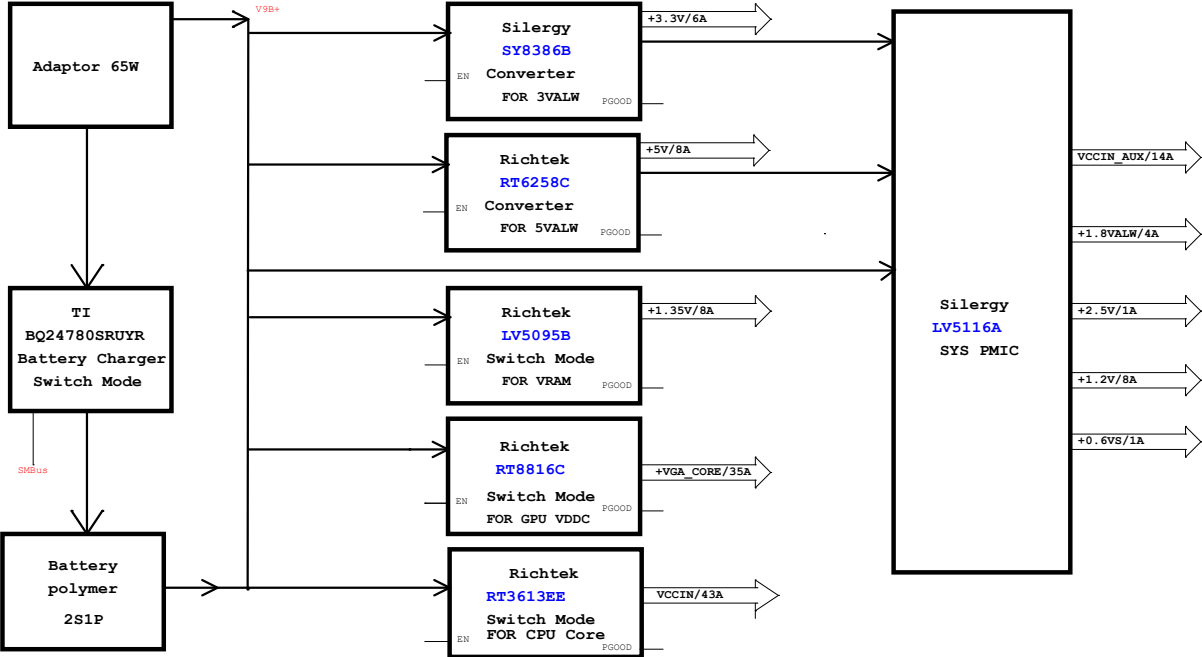 V9B+
Adaptor 65W
Silergy
SY8386B
EN
Converter
FOR 3VALW
PGOOD
+3.3V/6A
Richtek
RT6258C
EN
Converter
FOR 5VALW
PGOOD
+5V/8A
TI
BQ24780SRUYR
Battery Charger
Switch Mode
SMBus
Richtek
LV5095B
EN
Switch Mode
FOR VRAM
PGOOD
+1.35V/8A
Richtek
RT8816C
EN
Switch Mode
FOR GPU VDDC
PGOOD
+VGA_CORE/35A
Battery
polymer
2S1P
Richtek
RT3613EE
EN
Switch Mode
FOR CPU Core
PGOOD
VCCIN/43A
Silergy
LV5116A
SYS PMIC
VCCIN_AUX/14A
+1.8VALW/4A
+2.5V/1A
+1.2V/8A
+0.6VS/1A